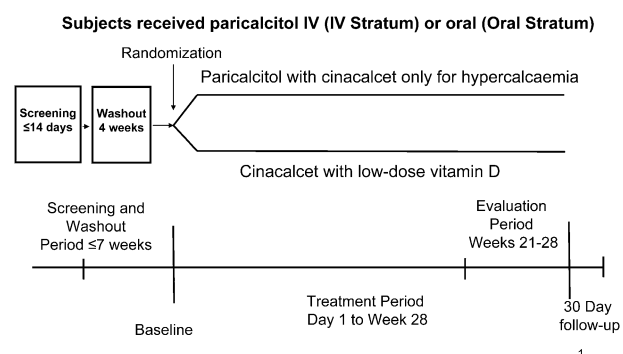 Subjects received paricalcitol IV (IV Stratum) or oral (Oral Stratum)
Randomization
Paricalcitol with cinacalcet only for hypercalcaemia
Screening
≤14 days
Washout
4 weeks
Cinacalcet with low-dose vitamin D
Screening and
Washout
Period ≤7 weeks
Evaluation
Period
Weeks 21-28
Treatment Period
Day 1 to Week 28
Baseline
30 Day
follow-up
1